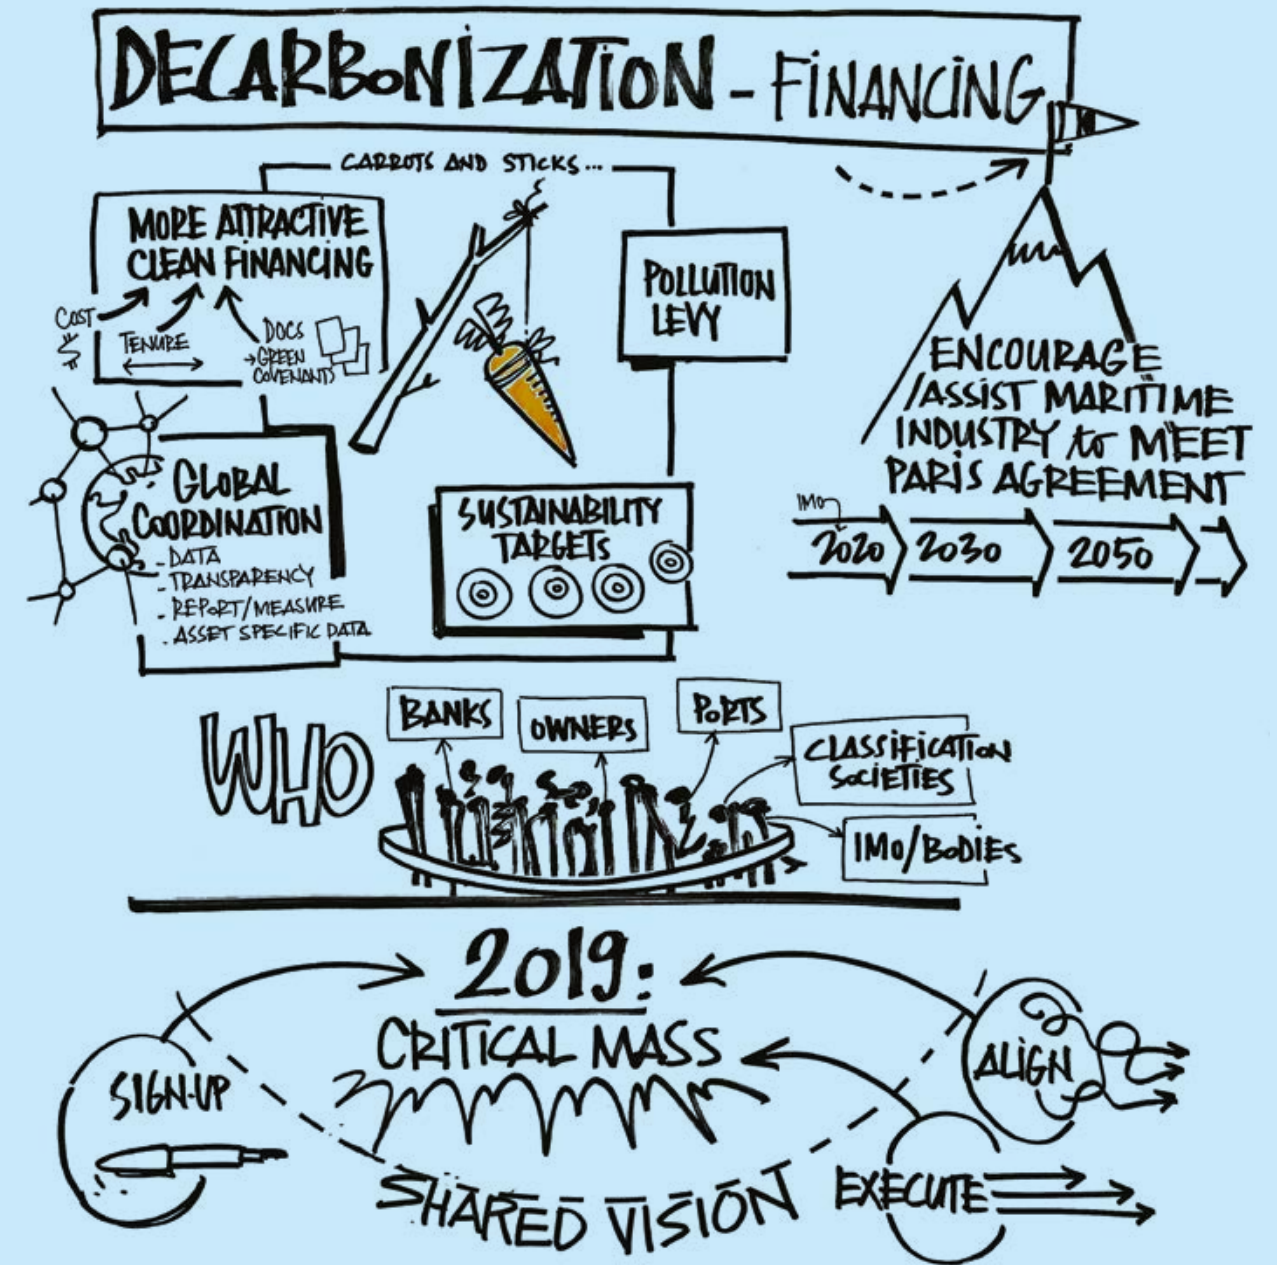 DECARBONIZATION - FINANCING
CARROTS AND STICKS...
MORE ATTRACTIVE
CLEAN FINANCING
COST
TENURE
DOCS
→GREEN
COVENANTS
POLLUTION
LEVY
GLOBAL
COORDINATION
- DATA
- TRANSPARENCY
- REPORT/MEASURE
- ASSET SPECIFIC DATA
SUSTAINABILITY
TARGETS
ENCOURAGE
/ASSIST MARITIME
INDUSTRY to MEET
PARIS AGREEMENT
IMO
2020 2030 2050
WHO
BANKS
OWNERS
PORTS
CLASSIFICATION
SOCIETIES
IMO/BODIES
2019:
CRITICAL MASS
SIGN-UP
ALIGN
EXECUTE
SHARED VISION